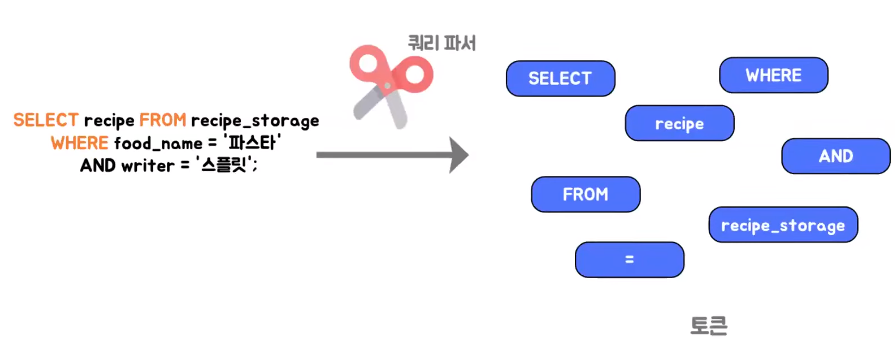 쿼리 파서
SELECT recipe FROM recipe_storage
WHERE food_name = '파스타'
AND writer = '스플릿';
SELECT
WHERE
recipe
AND
FROM
recipe_storage
=
토큰